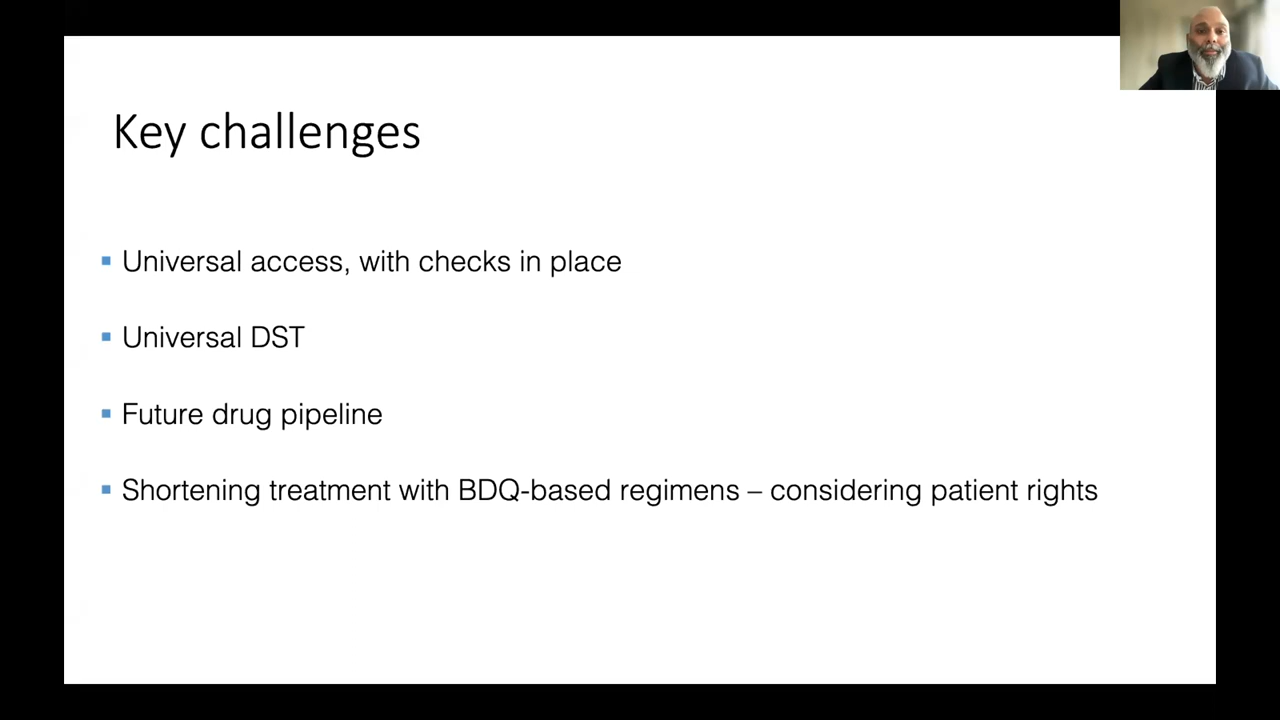 Key challenges
Universal access, with checks in place
Universal DST
Future drug pipeline
Shortening treatment with BDQ-based regimens – considering patient rights